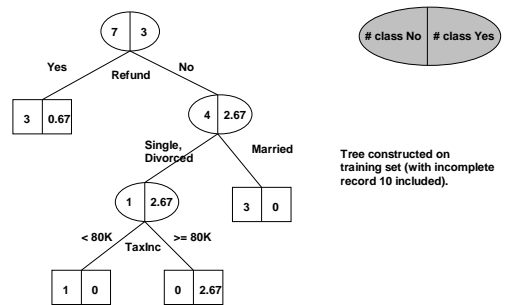 7 3
# class No # class Yes
Yes No
Refund
3 0.67
4 2.67
Single,
Divorced
Married
Tree constructed on
training set (with incomplete
record 10 included).
1 2.67
3 0
< 80K >= 80K
TaxInc
1 0
0 2.67